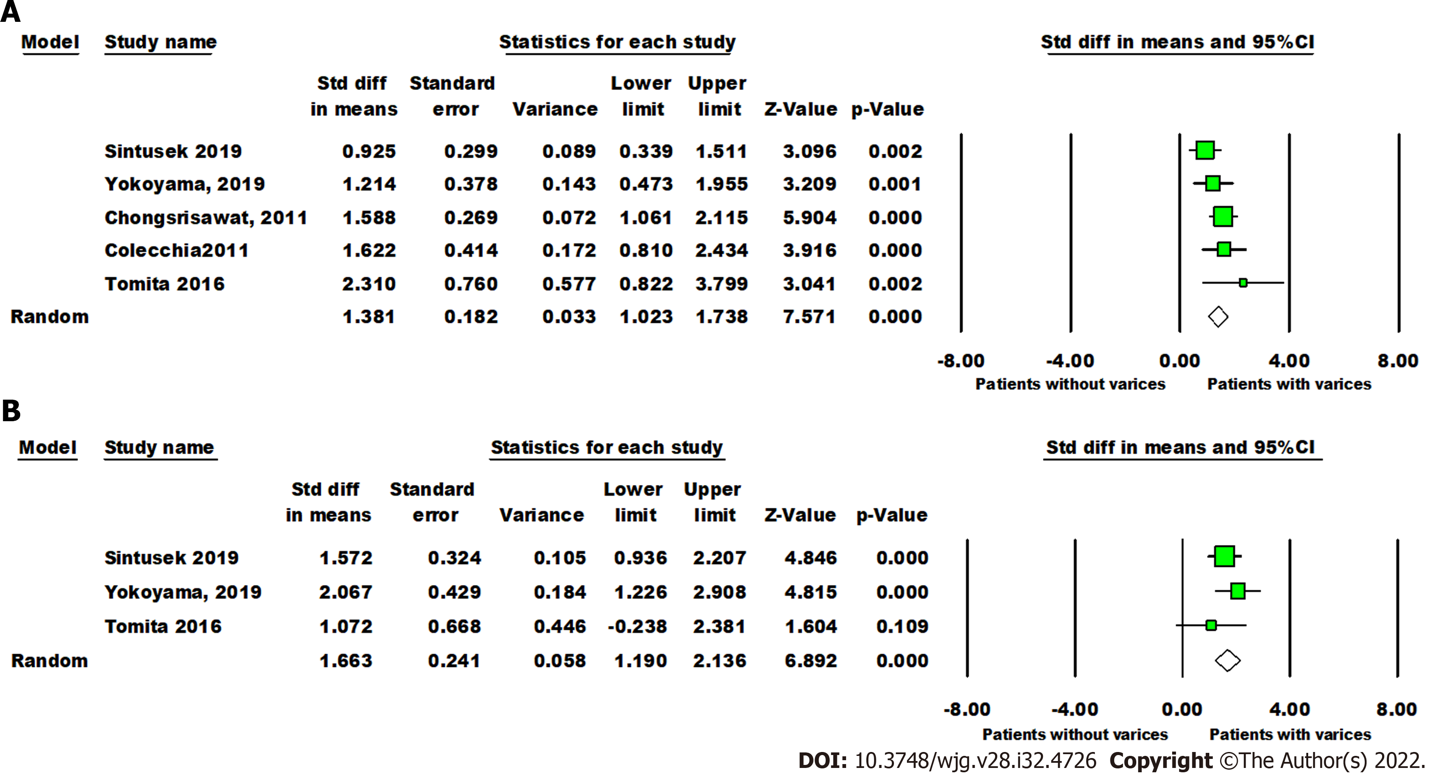 A
Model Study name Statistics for each study Std diff in means and 95%CI
Std diff Standard Lower Upper
in means error Variance limit limit Z-Value p-Value
Sintusek 2019 0.925 0.299 0.089 0.339 1.511 3.096 0.002
Yokoyama, 2019 1.214 0.378 0.143 0.473 1.955 3.209 0.001
Chongsrisawat, 2011 1.588 0.269 0.072 1.061 2.115 5.904 0.000
Colecchia2011 1.622 0.414 0.172 0.810 2.434 3.916 0.000
Tomita 2016 2.310 0.760 0.577 0.822 3.799 3.041 0.002
Random 1.381 0.182 0.033 1.023 1.738 7.571 0.000
-8.00 -4.00 0.00 4.00 8.00
Patients without varices Patients with varices
B
Model Study name Statistics for each study Std diff in means and 95%CI
Std diff Standard Lower Upper
in means error Variance limit limit Z-Value p-Value
Sintusek 2019 1.572 0.324 0.105 0.936 2.207 4.846 0.000
Yokoyama, 2019 2.067 0.429 0.184 1.226 2.908 4.815 0.000
Tomita 2016 1.072 0.668 0.446 -0.238 2.381 1.604 0.109
Random 1.663 0.241 0.058 1.190 2.136 6.892 0.000
-8.00 -4.00 0.00 4.00 8.00
Patients without varices Patients with varices
DOI: 10.3748/wjg.v28.i32.4726 Copyright ©The Author(s) 2022.